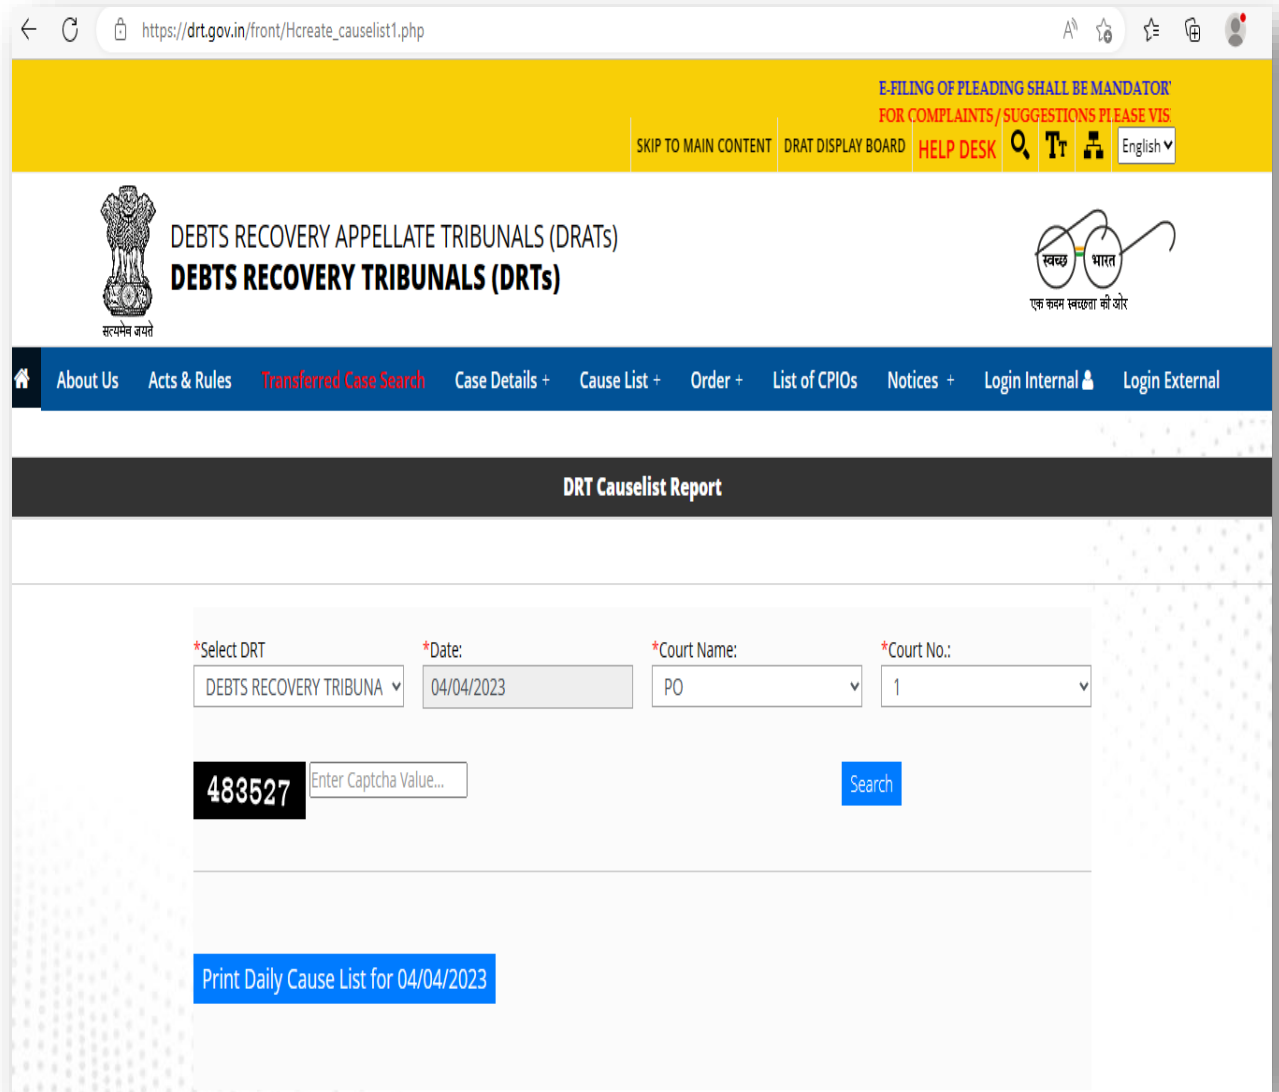 https://drt.gov.in/front/Hcreate_causelist1.php
E-FILING OF PLEADING SHALL BE MANDATOR
FOR COMPLAINTS / SUGGESTIONS PLEASE VIS
SKIP TO MAIN CONTENT DRAT DISPLAY BOARD HELP DESK TT English
DEBTS RECOVERY APPELLATE TRIBUNALS (DRATs)
DEBTS RECOVERY TRIBUNALS (DRTs)
सत्यमेव जयते
स्वच्छ भारत
एक कदम स्वच्छता की ओर
About Us Acts & Rules Transferred Case Search Case Details + Cause List + Order + List of CPIOs Notices + Login Internal Login External
DRT Causelist Report
*Select DRT *Date: *Court Name: *Court No.:
DEBTS RECOVERY TRIBUNA 04/04/2023 PO 1
483527 Enter Captcha Value... Search
Print Daily Cause List for 04/04/2023